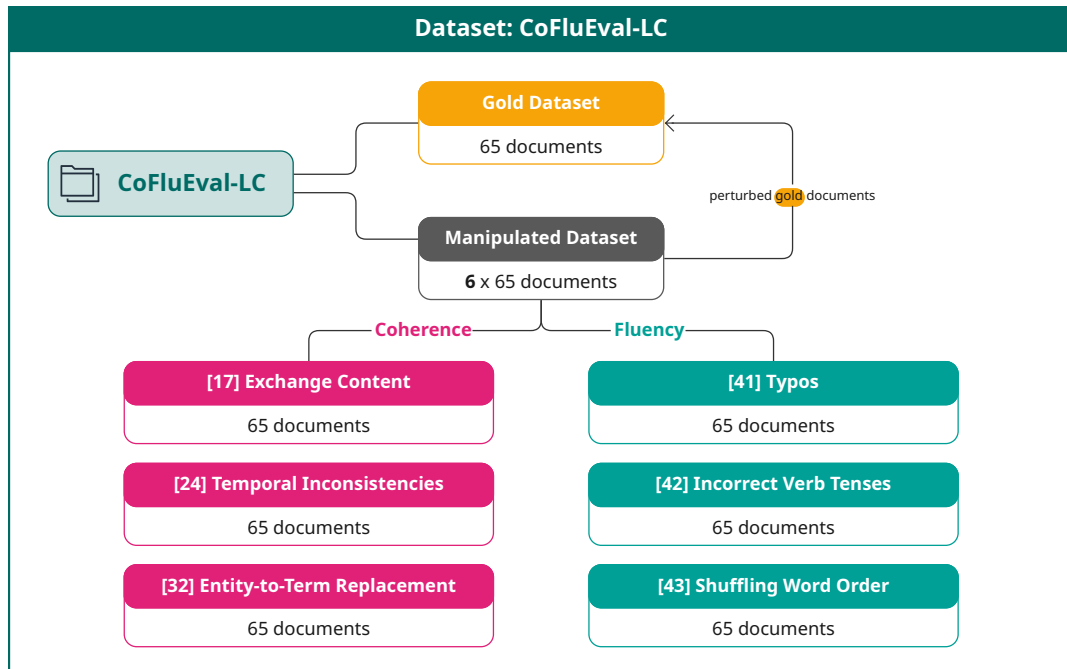 Dataset: CoFluEval-LC
Gold Dataset
65 documents
CoFluEval-LC
perturbed gold documents
Manipulated Dataset
6 x 65 documents
Coherence
Fluency
[17] Exchange Content
65 documents
[41] Typos
65 documents
[24] Temporal Inconsistencies
65 documents
[42] Incorrect Verb Tenses
65 documents
[32] Entity-to-Term Replacement
65 documents
[43] Shuffling Word Order
65 documents